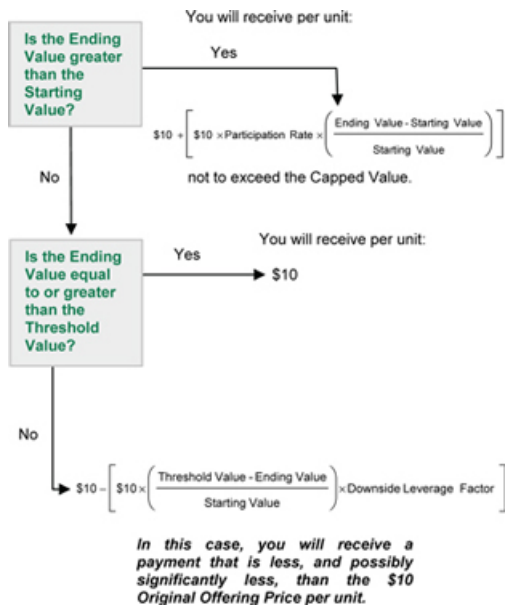 You will receive per unit:
Is the Ending
Value greater
than the
Starting
Value?
Yes
$10 + [ $10 × Participation Rate × ( Ending Value - Starting Value / Starting Value ) ]
not to exceed the Capped Value.
No
You will receive per unit:
Is the Ending
Value equal
to or greater
than the
Threshold
Value?
Yes
$10
No
$10 – [ $10 × ( Threshold Value - Ending Value / Starting Value ) × Downside Leverage Factor ]
In this case, you will receive a
payment that is less, and possibly
significantly less, than the $10
Original Offering Price per unit.